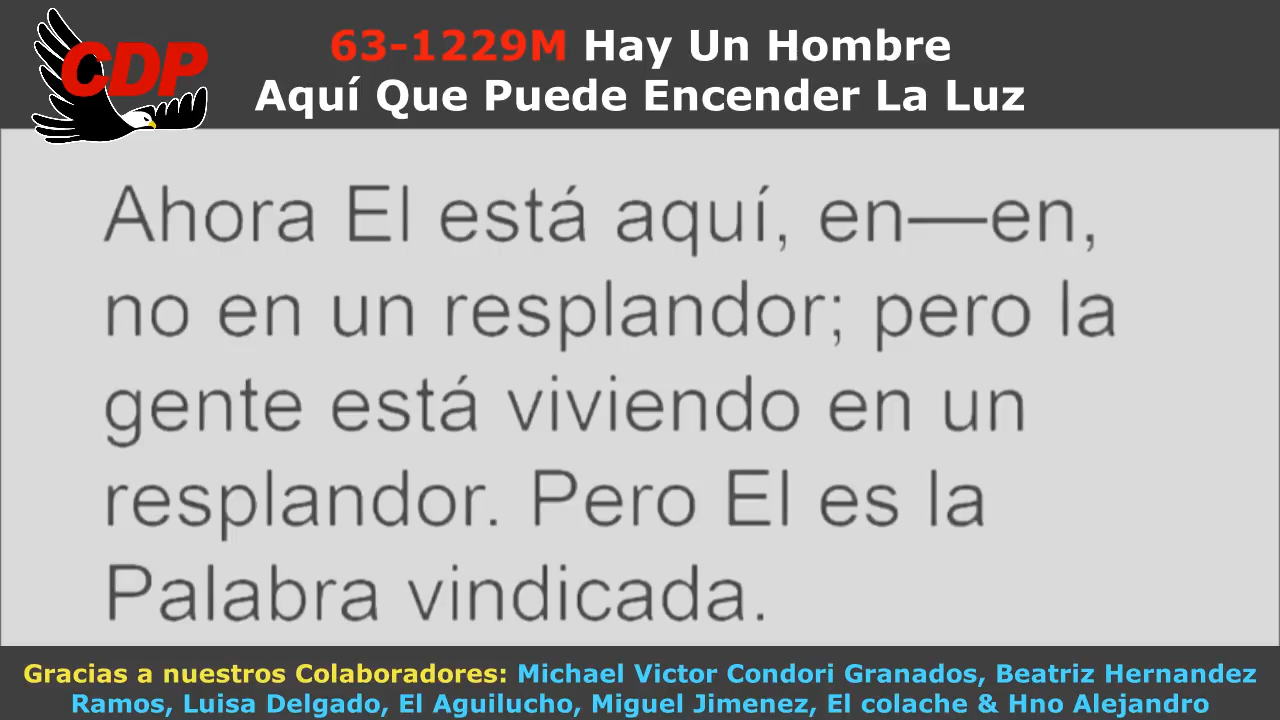 CDP
63-1229M Hay Un Hombre
Aquí Que Puede Encender La Luz
Ahora El está aquí, en—en,
no en un resplandor; pero la
gente está viviendo en un
resplandor. Pero El es la
Palabra vindicada.
Gracias a nuestros Colaboradores: Michael Victor Condori Granados, Beatriz Hernandez
Ramos, Luisa Delgado, El Aguilucho, Miguel Jimenez, El colache & Hno Alejandro